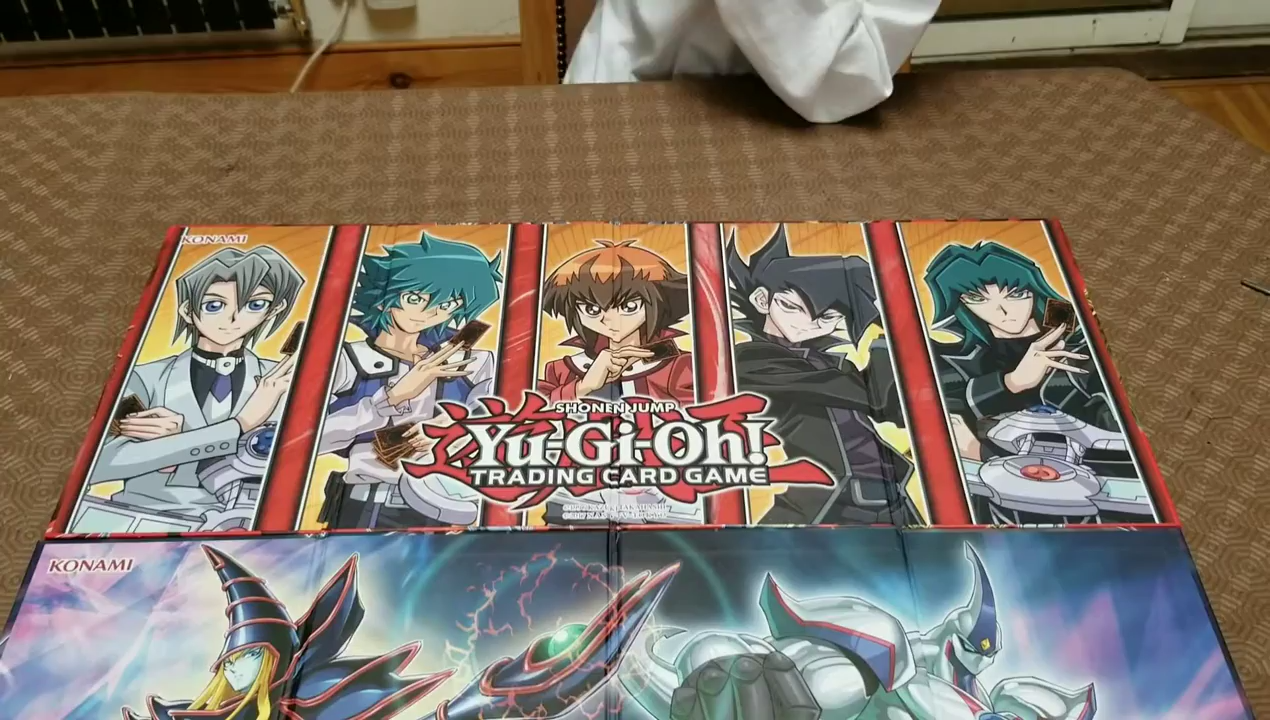 KONAMI
SHONEN JUMP
Yu-Gi-Oh!
TRADING CARD GAME
KONAMI